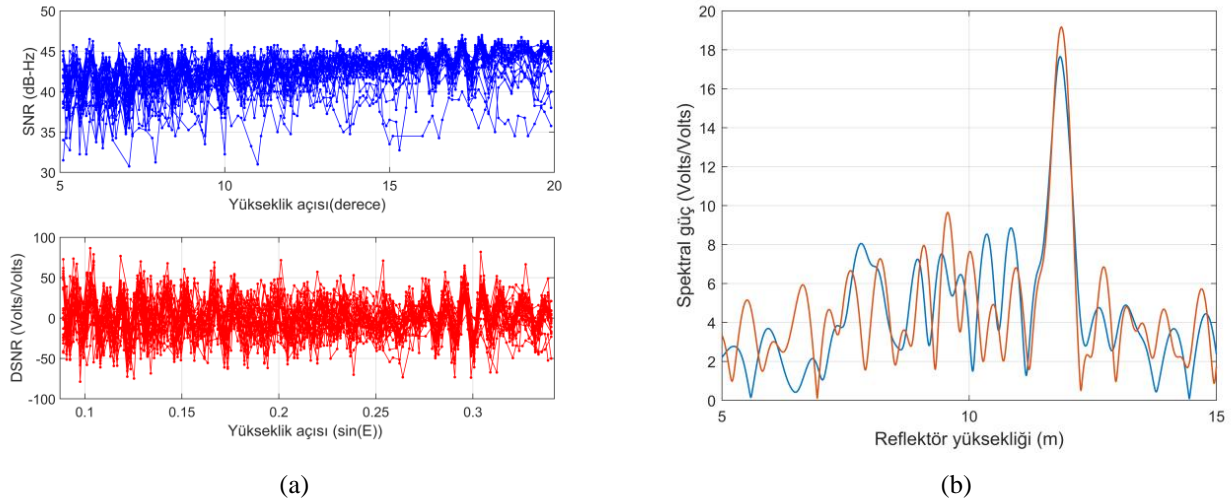 50
45
40
35
30
SNR (dB-Hz)
5 10 15 20
Yükseklik açısı(derece)
100
50
0
-50
-100
DSNR (Volts/Volts)
0.1 0.15 0.2 0.25 0.3
Yükseklik açısı (sin(E))
(a)
20
18
16
14
12
10
8
6
4
2
0
Spektral güç (Volts/Volts)
5 10 15
Reflektör yüksekliği (m)
(b)